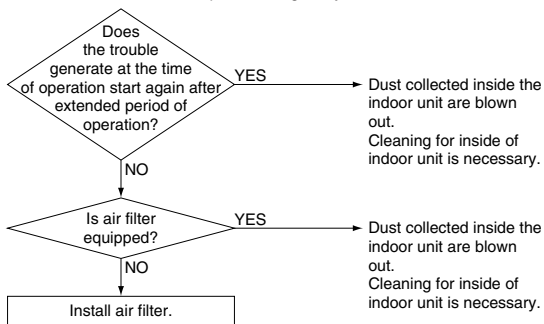 Does
the trouble
generate at the time
of operation start again after
extended period of
operation?
YES
Dust collected inside the
indoor unit are blown
out.
Cleaning for inside of
indoor unit is necessary.
NO
Is air filter
equipped?
YES
Dust collected inside the
indoor unit are blown
out.
Cleaning for inside of
indoor unit is necessary.
NO
Install air filter.